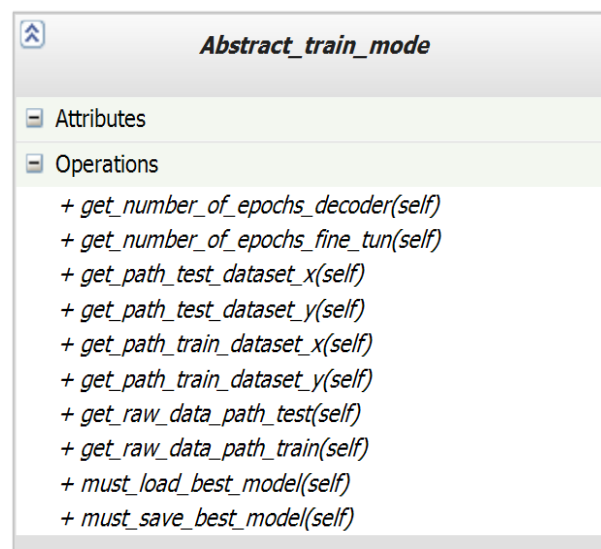 Abstract_train_mode
Attributes
Operations
+ get_number_of_epochs_decoder(self)
+ get_number_of_epochs_fine_tun(self)
+ get_path_test_dataset_x(self)
+ get_path_test_dataset_y(self)
+ get_path_train_dataset_x(self)
+ get_path_train_dataset_y(self)
+ get_raw_data_path_test(self)
+ get_raw_data_path_train(self)
+ must_load_best_model(self)
+ must_save_best_model(self)